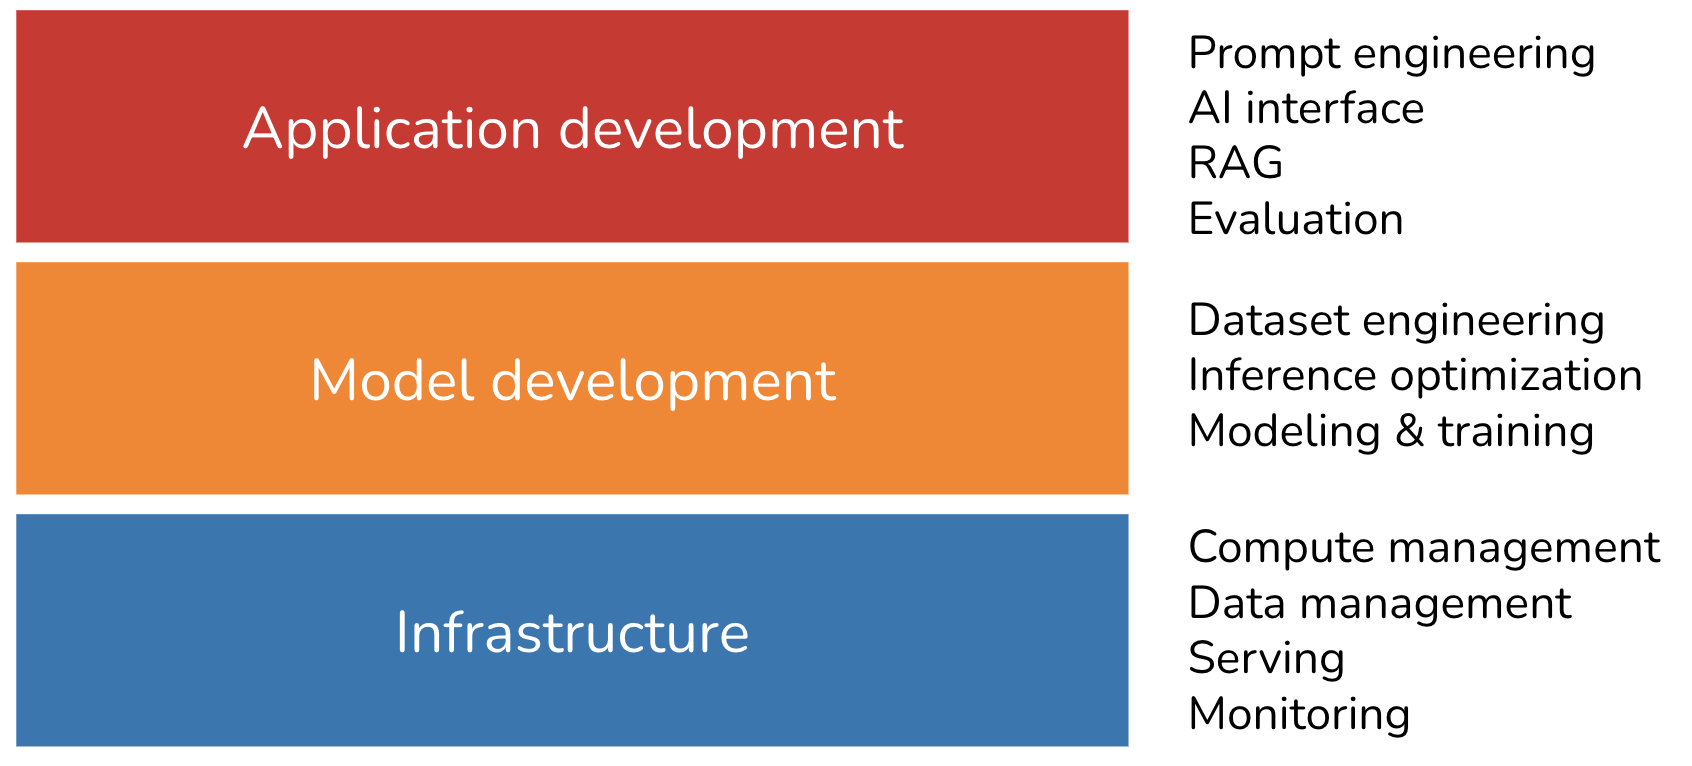 Application development
Prompt engineering
AI interface
RAG
Evaluation
Model development
Dataset engineering
Inference optimization
Modeling & training
Infrastructure
Compute management
Data management
Serving
Monitoring